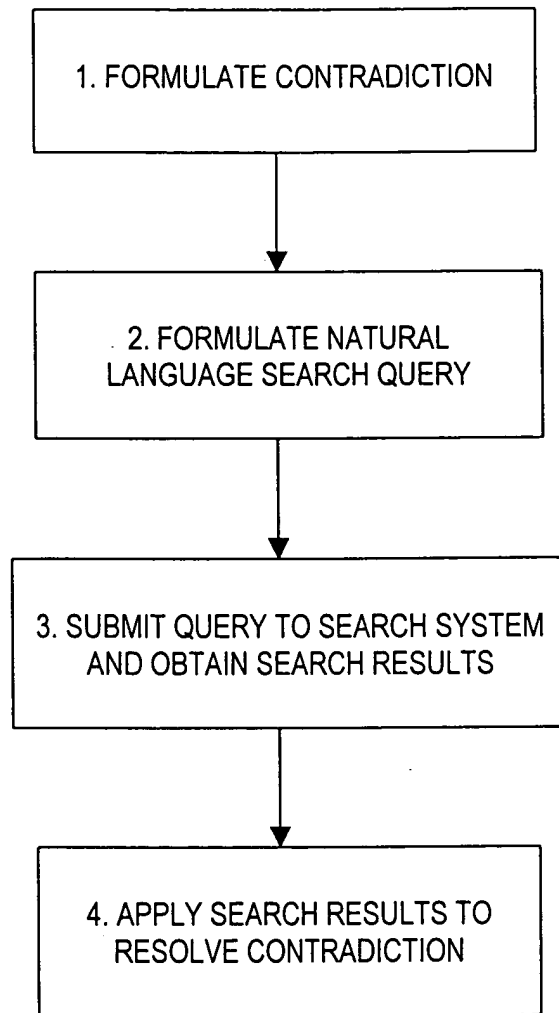 1. FORMULATE CONTRADICTION
2. FORMULATE NATURAL
LANGUAGE SEARCH QUERY
3. SUBMIT QUERY TO SEARCH SYSTEM
AND OBTAIN SEARCH RESULTS
4. APPLY SEARCH RESULTS TO
RESOLVE CONTRADICTION